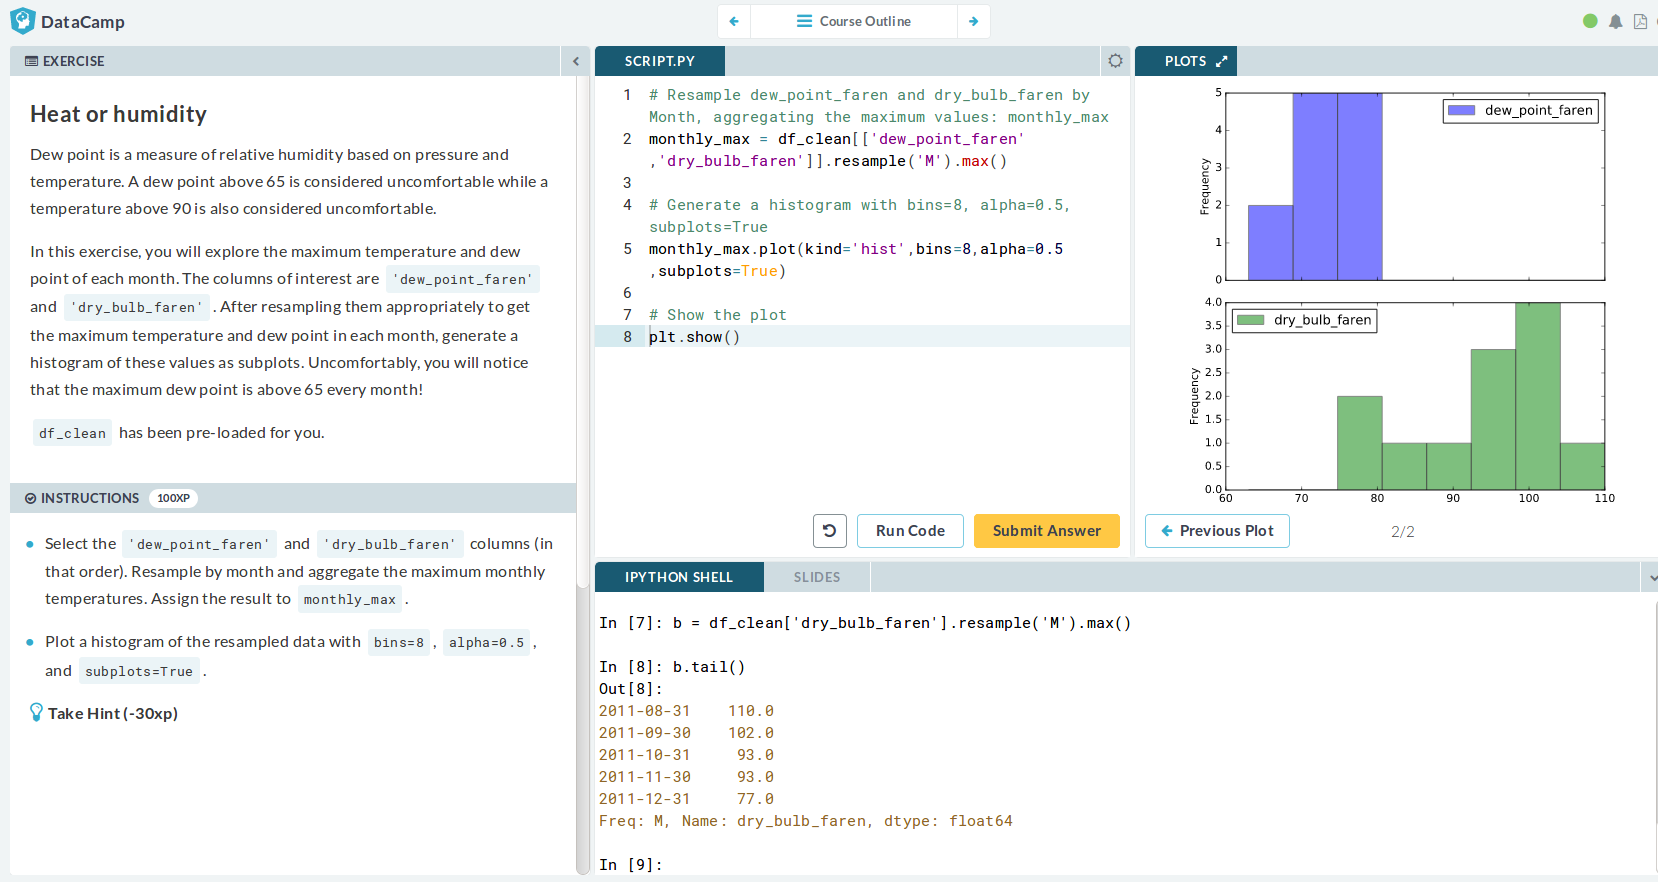 DataCamp
Course Outline
EXERCISE
Heat or humidity
Dew point is a measure of relative humidity based on pressure and
temperature. A dew point above 65 is considered uncomfortable while a
temperature above 90 is also considered uncomfortable.
In this exercise, you will explore the maximum temperature and dew
point of each month. The columns of interest are 'dew_point_faren'
and 'dry_bulb_faren' . After resampling them appropriately to get
the maximum temperature and dew point in each month, generate a
histogram of these values as subplots. Uncomfortably, you will notice
that the maximum dew point is above 65 every month!
df_clean has been pre-loaded for you.
INSTRUCTIONS 100XP
Select the 'dew_point_faren' and 'dry_bulb_faren' columns (in
that order). Resample by month and aggregate the maximum monthly
temperatures. Assign the result to monthly_max .
Plot a histogram of the resampled data with bins=8 , alpha=0.5 ,
and subplots=True .
Take Hint (-30xp)
SCRIPT.PY
1 # Resample dew_point_faren and dry_bulb_faren by
Month, aggregating the maximum values: monthly_max
2 monthly_max = df_clean[['dew_point_faren'
,'dry_bulb_faren']].resample('M').max()
3
4 # Generate a histogram with bins=8, alpha=0.5,
subplots=True
5 monthly_max.plot(kind='hist',bins=8,alpha=0.5
,subplots=True)
6
7 # Show the plot
8 plt.show()
Run Code
Submit Answer
PLOTS
5
4
3
2
1
0
Frequency
dew_point_faren
4.0
3.5
3.0
2.5
2.0
1.5
1.0
0.5
0.0
Frequency
dry_bulb_faren
60 70 80 90 100 110
Previous Plot
2/2
IPYTHON SHELL
SLIDES
In [7]: b = df_clean['dry_bulb_faren'].resample('M').max()
In [8]: b.tail()
Out[8]:
2011-08-31 110.0
2011-09-30 102.0
2011-10-31 93.0
2011-11-30 93.0
2011-12-31 77.0
Freq: M, Name: dry_bulb_faren, dtype: float64
In [9]: